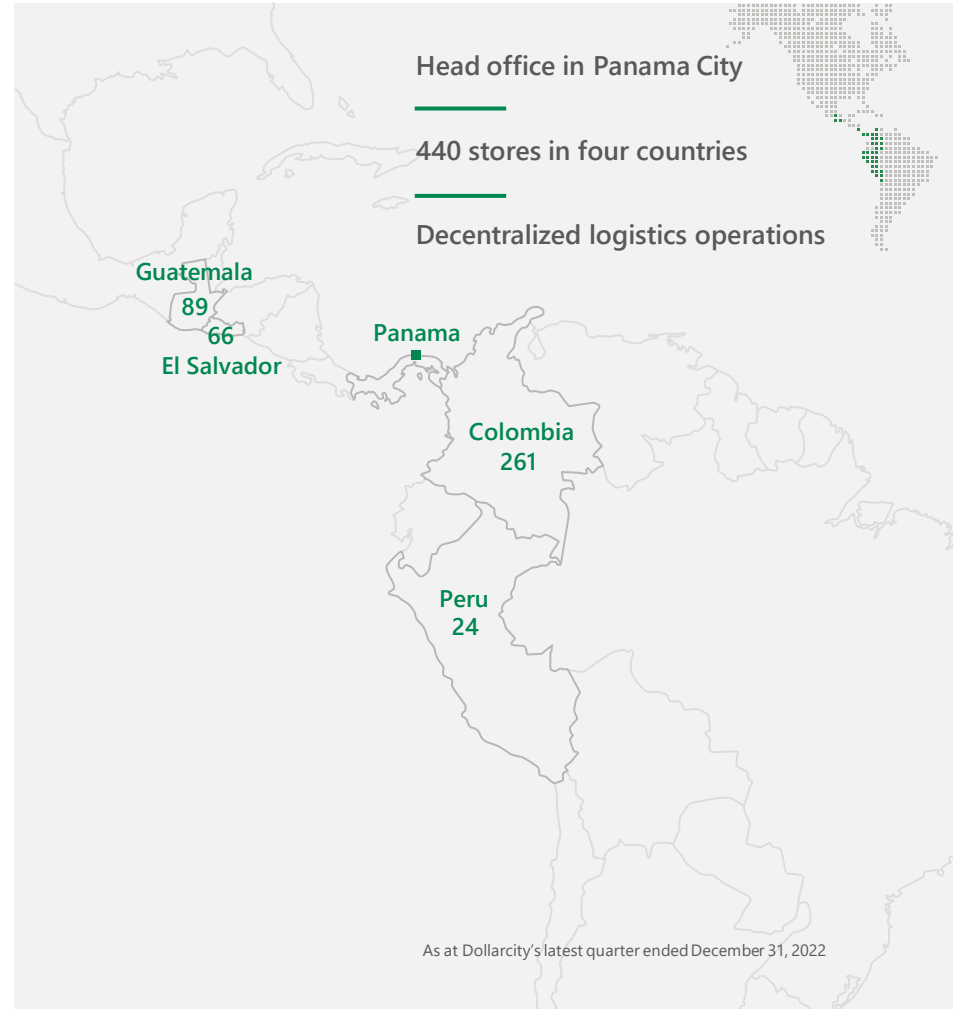 Head office in Panama City
440 stores in four countries
Decentralized logistics operations
Guatemala
89
66
El Salvador
Panama
Colombia
261
Peru
24
As at Dollarcity’s latest quarter ended December 31, 2022